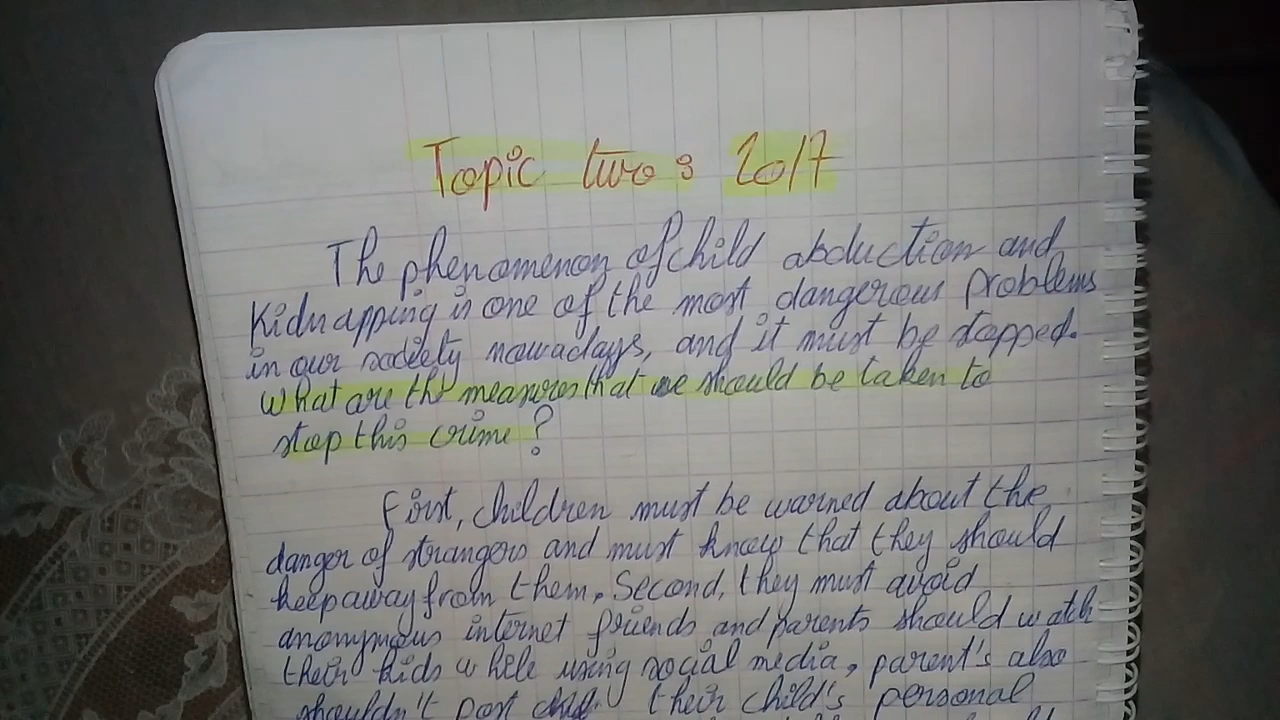 Topic two : 2017
The phenomenon of child abduction and
Kidnapping is one of the most dangerous problems
in our society nowadays, and it must be stopped.
What are the measures that we should be taken to
stop this crime ?
First, children must be warned about the
danger of strangers and must know that they should
keep away from them. Second, they must avoid
anonymous internet friends and parents should watch
their kids while using social media, parent's also
shouldn't post their child's personal